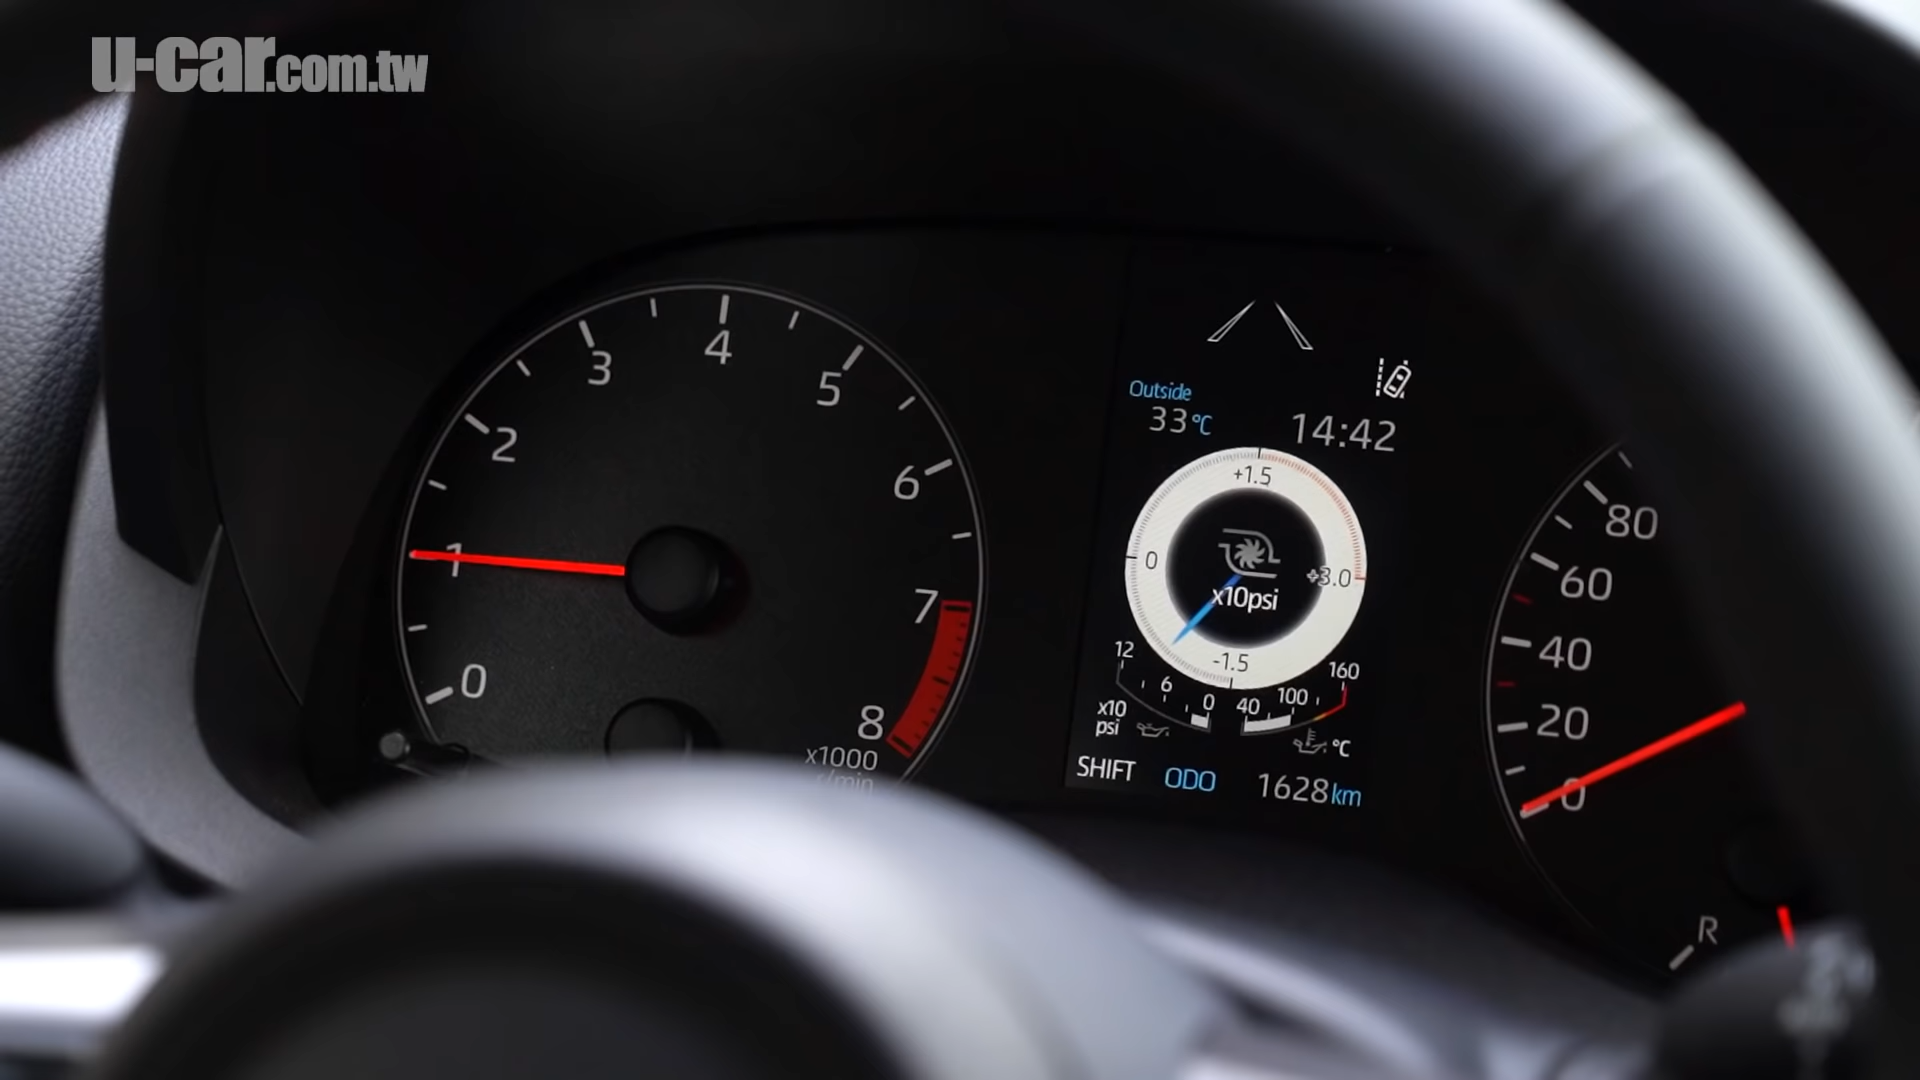 u-car.com.tw
0
1
2
3
4
5
6
7
8
x1000
r/min
Outside
33°C
14:42
+1.5
0
+3.0
x10psi
-1.5
12
6
0
x10
psi
160
100
40
°C
SHIFT
ODO
1628km
80
60
40
20
0
R